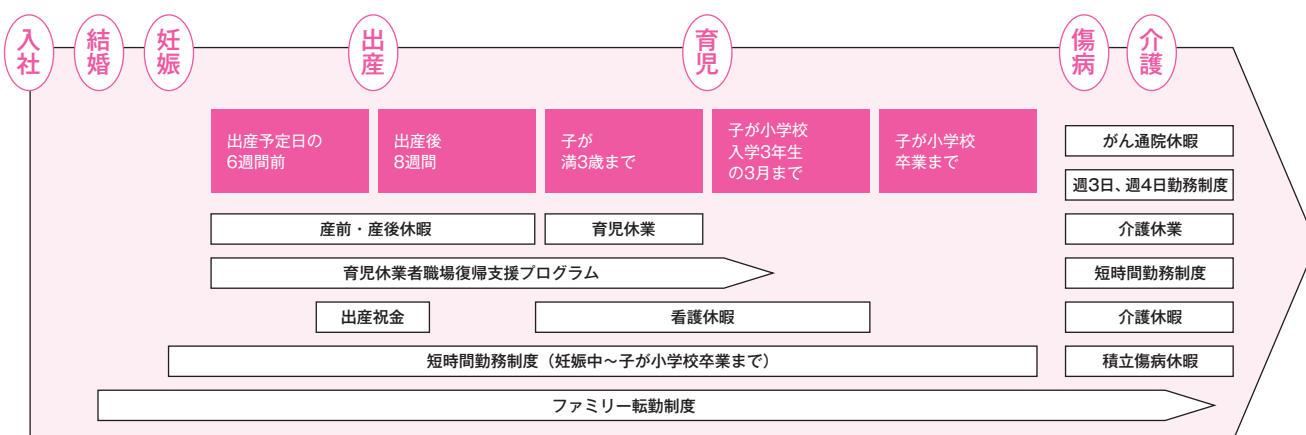 入社
結婚
妊娠
出産
育児
傷病
介護
出産予定日の
6週間前
出産後
8週間
子が
満3歳まで
子が小学校
入学3年生
の3月まで
子が小学校
卒業まで
産前・産後休暇
育児休業
育児休業者職場復帰支援プログラム
出産祝金
看護休暇
短時間勤務制度（妊娠中～子が小学校卒業まで）
ファミリー転勤制度
がん通院休暇
週3日、週4日勤務制度
介護休業
短時間勤務制度
介護休暇
積立傷病休暇